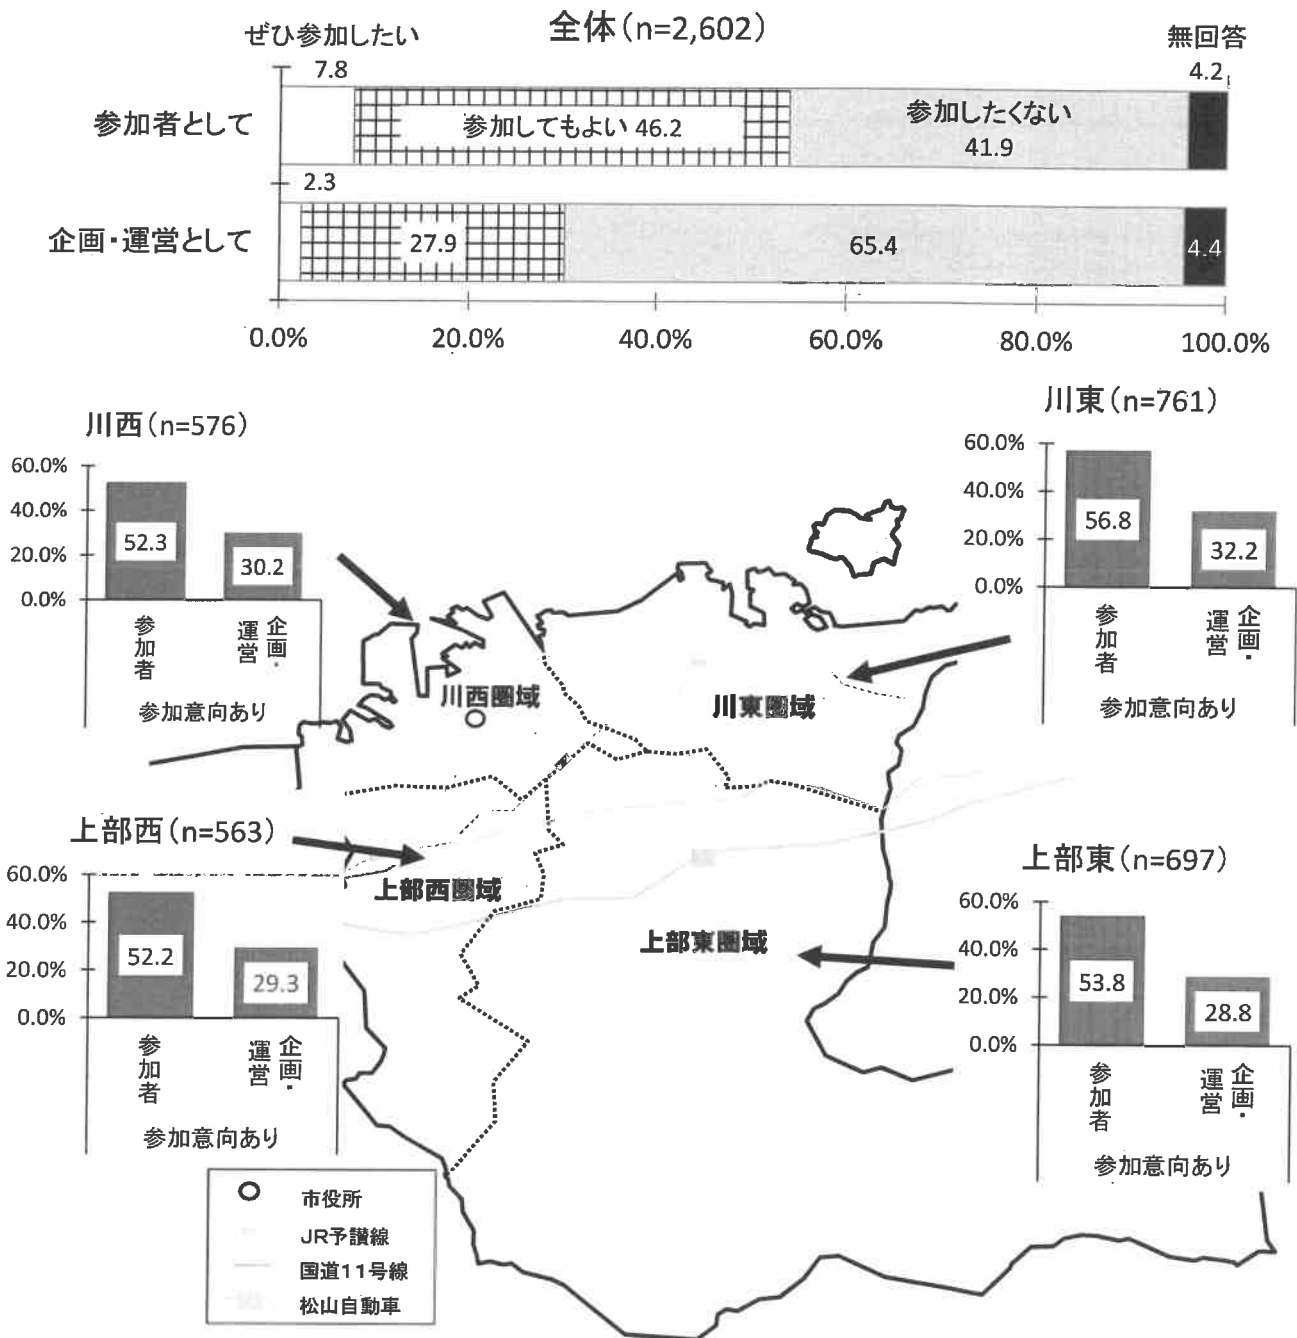 全体(n=2,602)
ぜひ参加したい
無回答
7.8
4.2
参加者として
参加してもよい 46.2
参加したくない
41.9
2.3
企画・運営として
27.9
65.4
4.4
0.0%
20.0%
40.0%
60.0%
80.0%
100.0%
川西(n=576)
60.0%
40.0%
20.0%
0.0%
52.3
30.2
参加者
企画・
運営
参加意向あり
川東(n=761)
60.0%
40.0%
20.0%
0.0%
56.8
32.2
参加者
企画・
運営
参加意向あり
川西圏域
川東圏域
上部西(n=563)
60.0%
40.0%
20.0%
0.0%
52.2
29.3
参加者
企画・
運営
参加意向あり
上部西圏域
上部東圏域
上部東(n=697)
60.0%
40.0%
20.0%
0.0%
53.8
28.8
参加者
企画・
運営
参加意向あり
市役所
JR予讃線
国道11号線
松山自動車